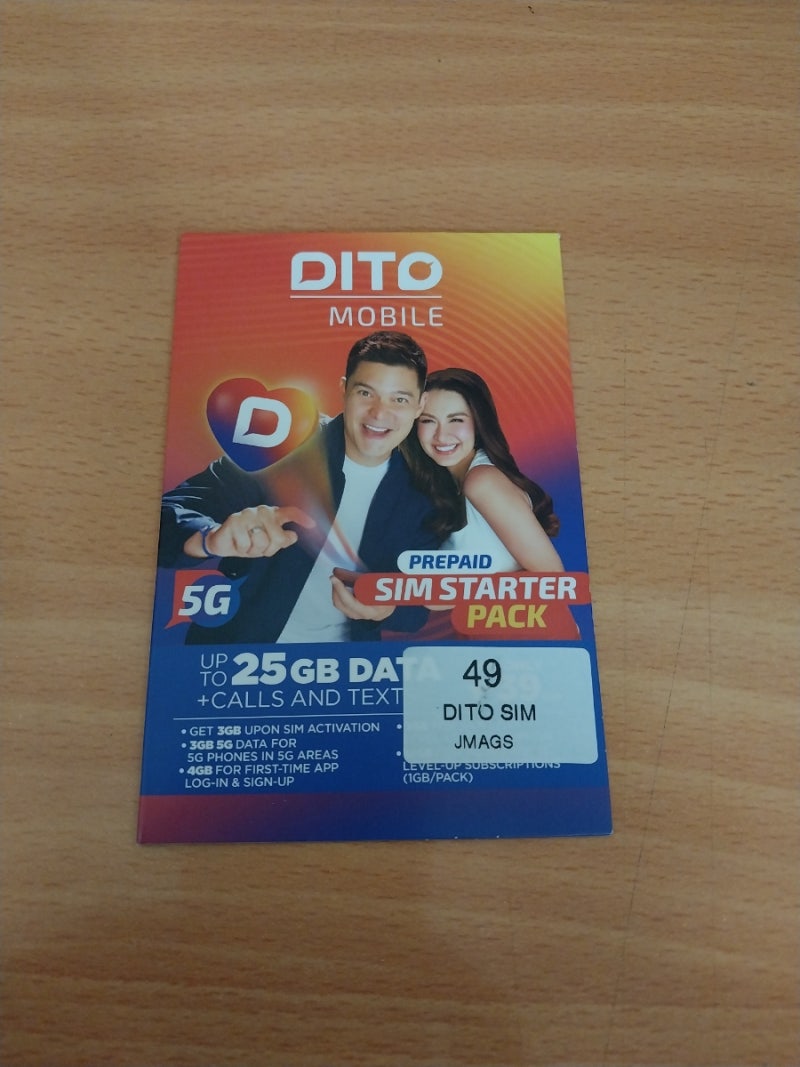 DITO
MOBILE
D
5G
PREPAID
SIM STARTER
PACK
UP
TO 25GB DATA
+CALLS AND TEXT
49
DITO SIM
JMAGS
• GET 3GB UPON SIM ACTIVATION
• 3GB 5G DATA FOR
5G PHONES IN 5G AREAS
• 4GB FOR FIRST-TIME APP
LOG-IN & SIGN-UP
LEVEL-UP SUBSCRIPTIONS
(1GB/PACK)